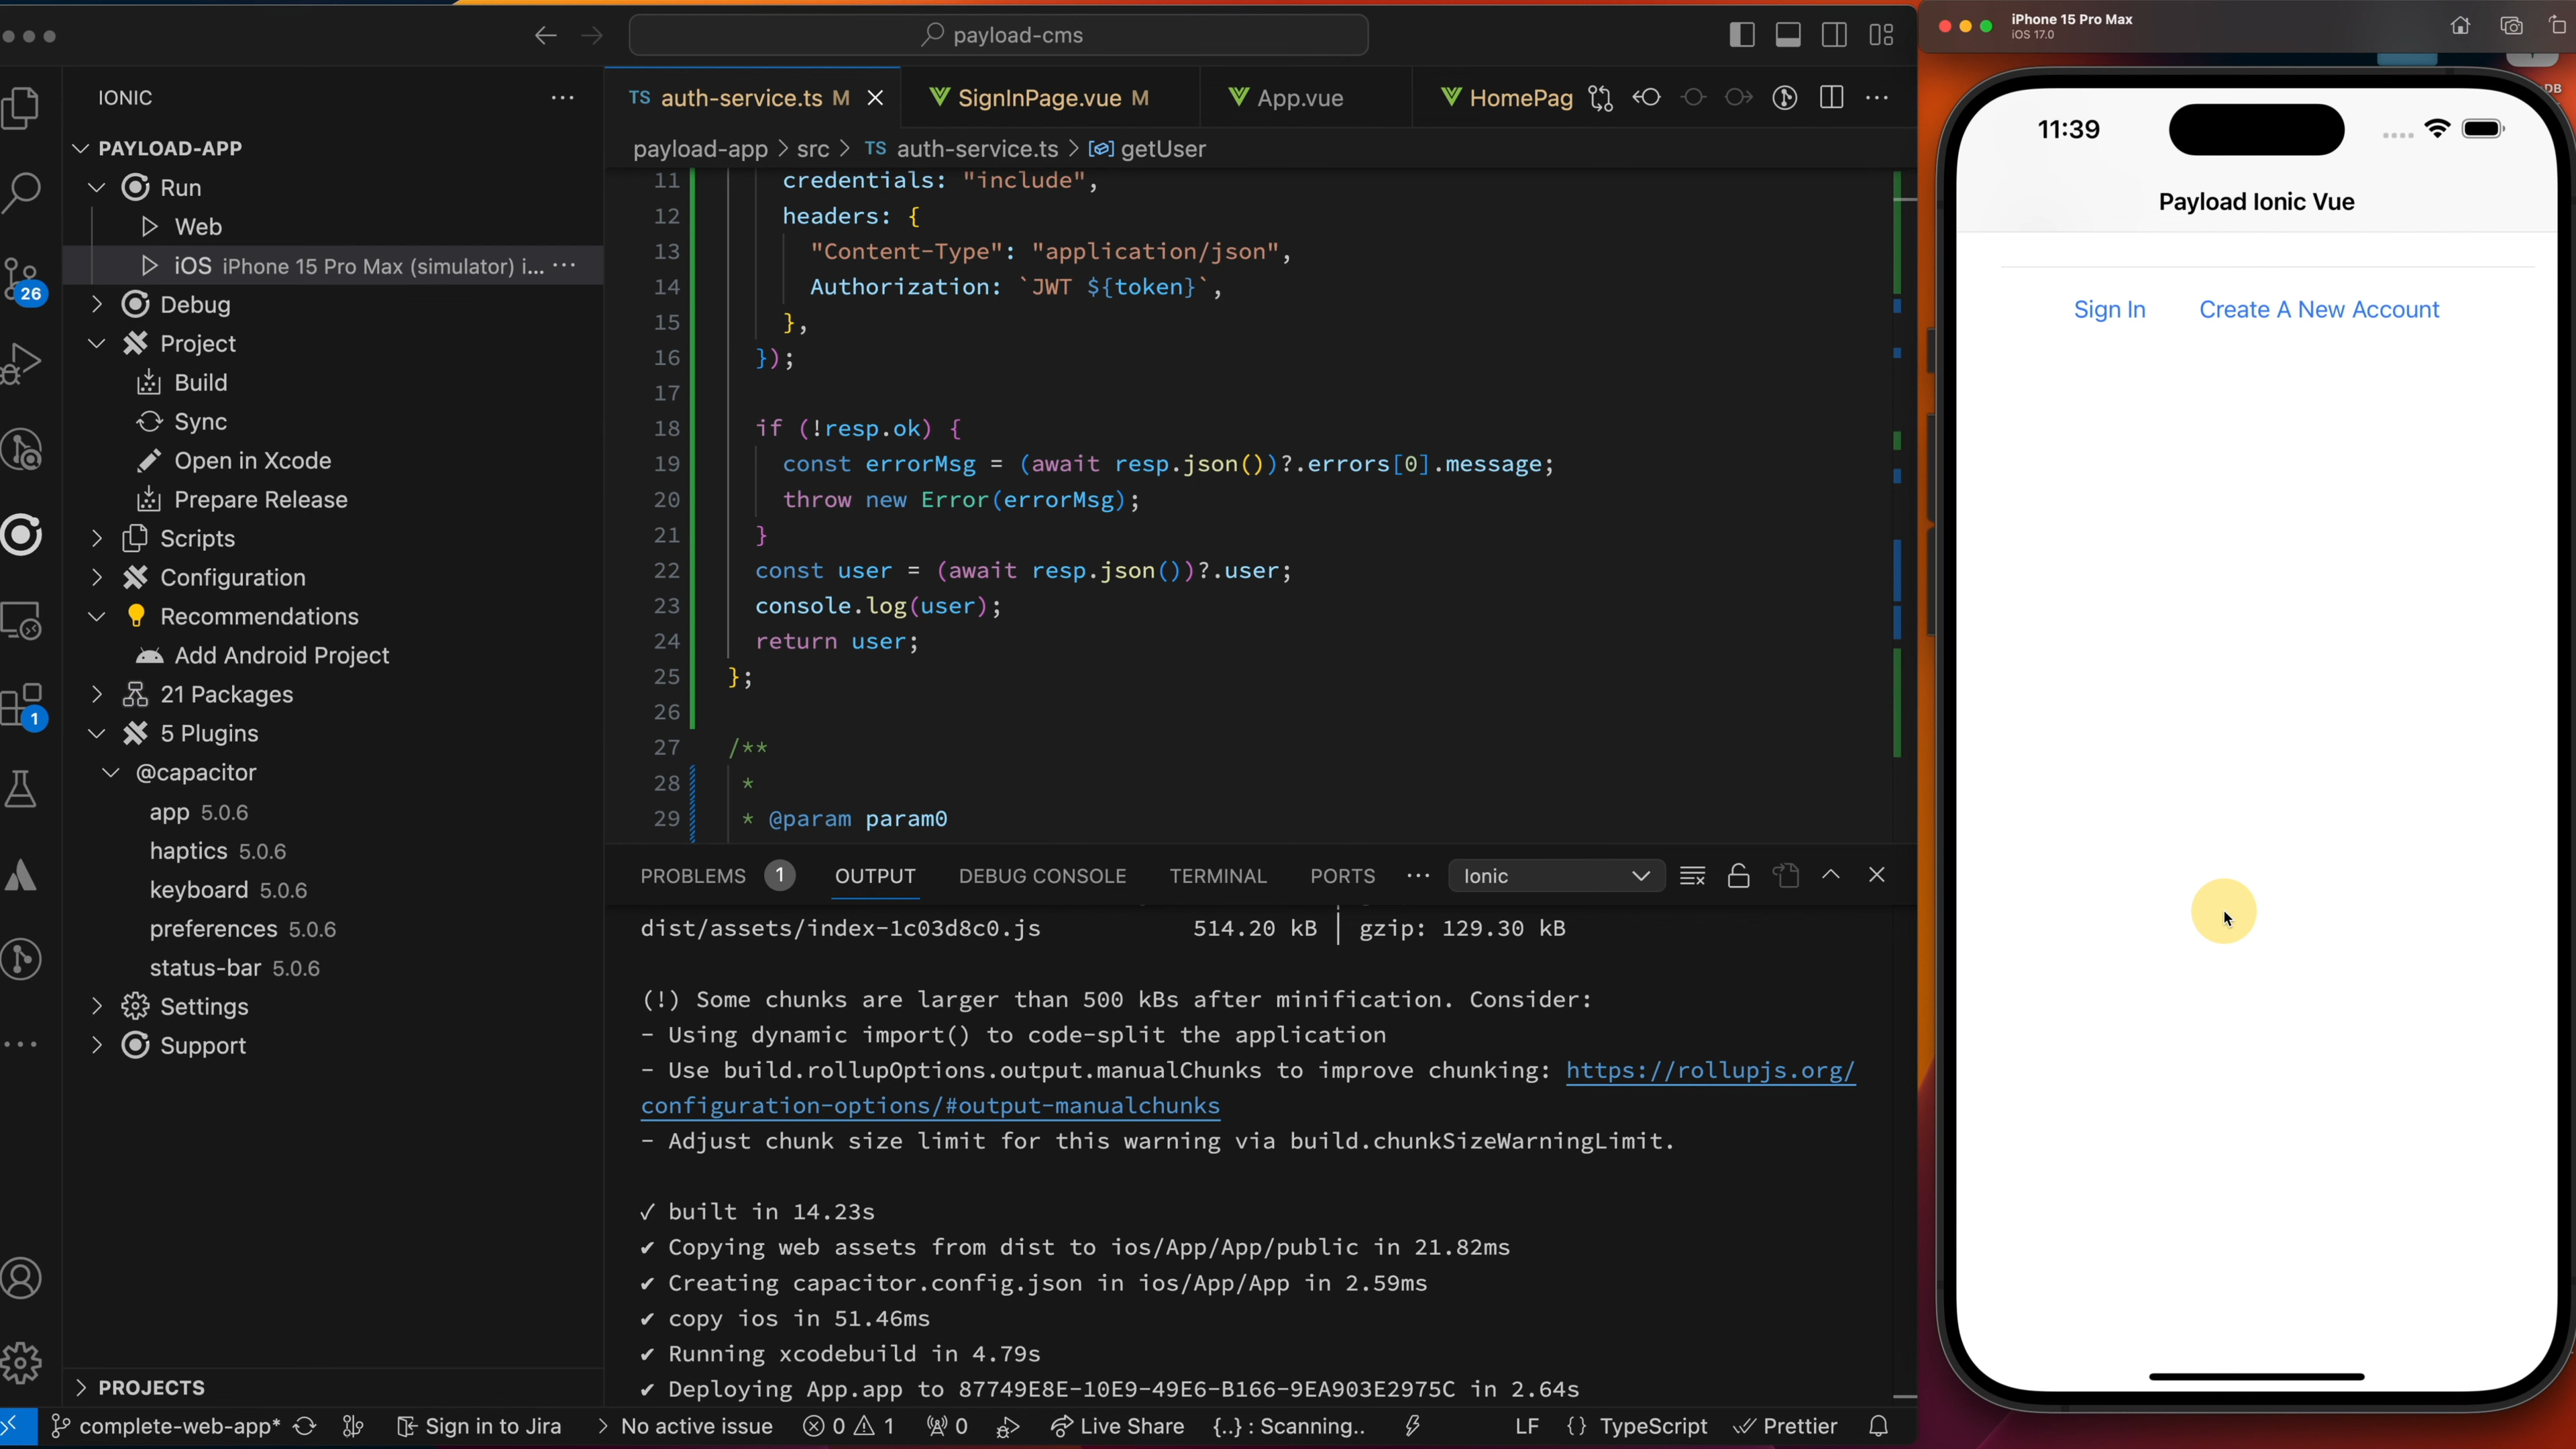 payload-cms
IONIC
PAYLOAD-APP
Run
Web
iOS iPhone 15 Pro Max (simulator) i... ...
Debug
Project
Build
Sync
Open in Xcode
Prepare Release
Scripts
Configuration
Recommendations
Add Android Project
21 Packages
5 Plugins
@capacitor
app 5.0.6
haptics 5.0.6
keyboard 5.0.6
preferences 5.0.6
status-bar 5.0.6
Settings
Support
PROJECTS
26
1
TS auth-service.ts M
SignInPage.vue M
App.vue
HomePag
payload-app > src > TS auth-service.ts > getUser
11 credentials: "include",
12 headers: {
13 "Content-Type": "application/json",
14 Authorization: `JWT ${token}`,
15 },
16 });
17
18 if (!resp.ok) {
19 const errorMsg = (await resp.json())?.errors[0].message;
20 throw new Error(errorMsg);
21 }
22 const user = (await resp.json())?.user;
23 console.log(user);
24 return user;
25 };
26
27 /**
28 *
29 * @param param0
PROBLEMS 1 OUTPUT DEBUG CONSOLE TERMINAL PORTS ... Ionic
dist/assets/index-1c03d8c0.js 514.20 kB │ gzip: 129.30 kB
(!) Some chunks are larger than 500 kBs after minification. Consider:
- Using dynamic import() to code-split the application
- Use build.rollupOptions.output.manualChunks to improve chunking: https://rollupjs.org/
configuration-options/#output-manualchunks
- Adjust chunk size limit for this warning via build.chunkSizeWarningLimit.
✓ built in 14.23s
✔ Copying web assets from dist to ios/App/App/public in 21.82ms
✔ Creating capacitor.config.json in ios/App/App in 2.59ms
✔ copy ios in 51.46ms
✔ Running xcodebuild in 4.79s
✔ Deploying App.app to 87749E8E-10E9-49E6-B166-9EA903E2975C in 2.64s
complete-web-app* Sign in to Jira > No active issue 0 1 0 Live Share {..} : Scanning.. LF {} TypeScript Prettier
iPhone 15 Pro Max
iOS 17.0
DB
11:39
Payload Ionic Vue
Sign In Create A New Account